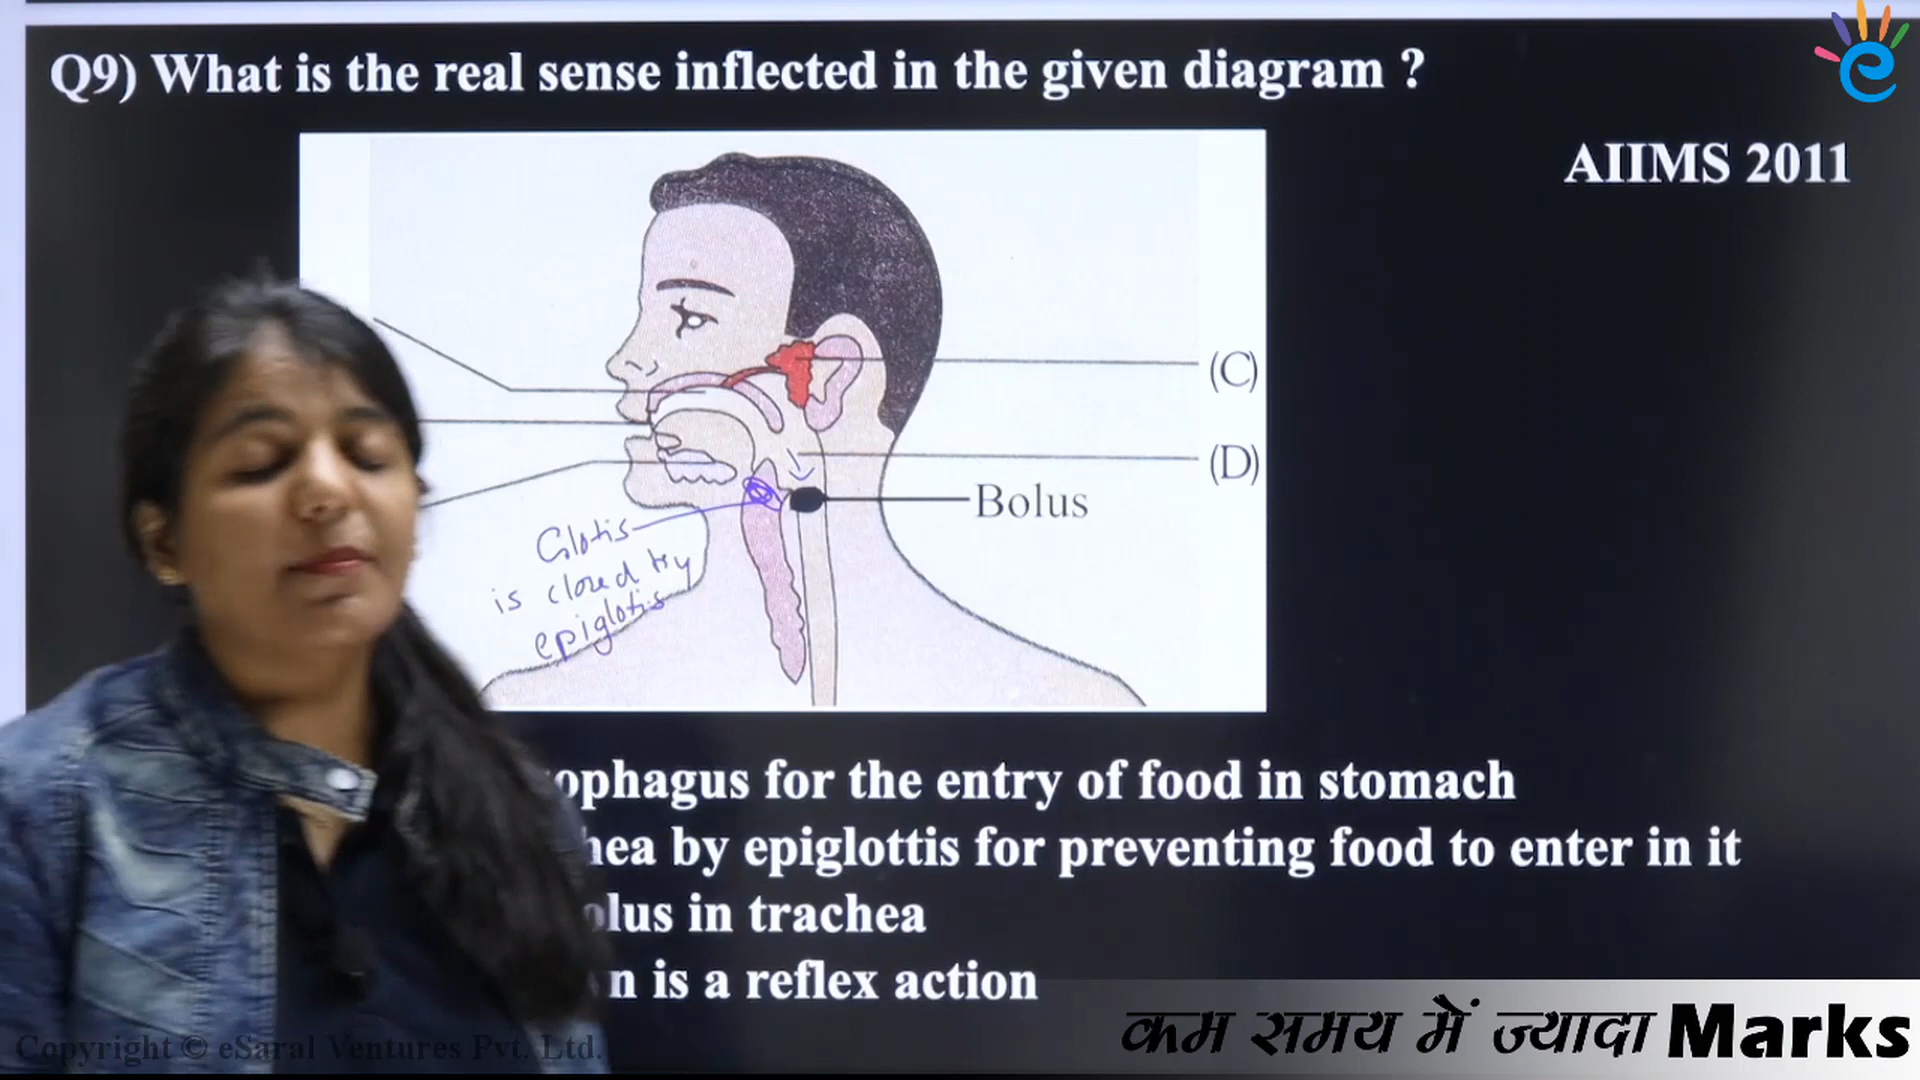 Q9) What is the real sense inflected in the given diagram ?
AIIMS 2011
(C)
(D)
Bolus
Glotis
is closed by
epiglotis
ophagus for the entry of food in stomach
hea by epiglottis for preventing food to enter in it
olus in trachea
n is a reflex action
कम समय में ज्यादा Marks
Copyright © eSaral Ventures Pvt. Ltd.